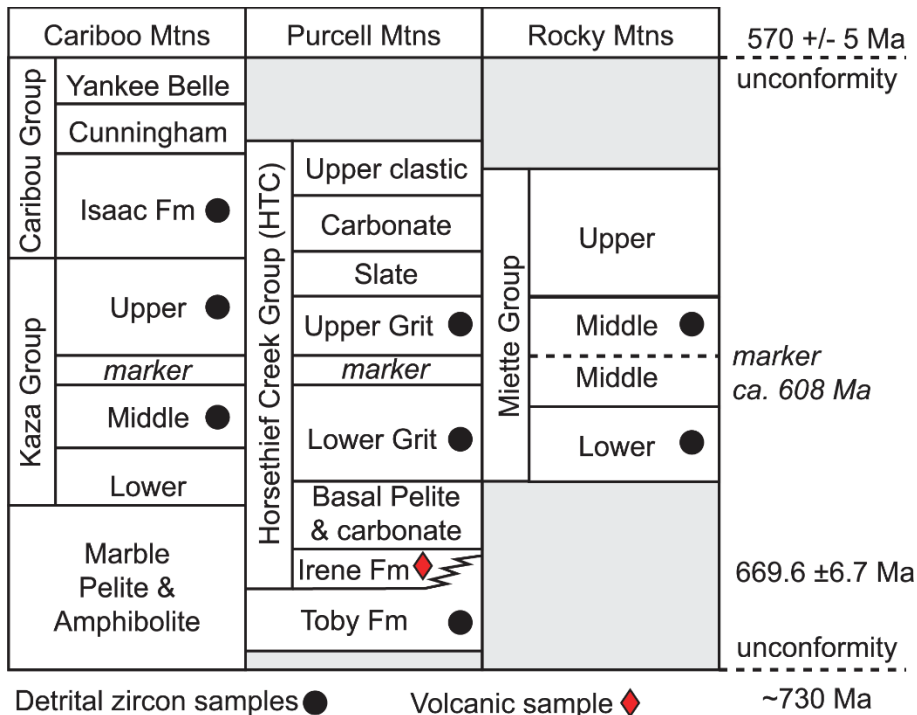 Cariboo Mtns
Purcell Mtns
Rocky Mtns
570 +/- 5 Ma
unconformity
Caribou Group
Yankee Belle
Cunningham
Isaac Fm
Kaza Group
Upper
marker
Middle
Lower
Marble
Pelite &
Amphibolite
Horsethief Creek Group (HTC)
Upper clastic
Carbonate
Slate
Upper Grit
marker
Lower Grit
Basal Pelite
& carbonate
Irene Fm
Toby Fm
Miette Group
Upper
Middle
Middle
Lower
marker
ca. 608 Ma
669.6 ±6.7 Ma
unconformity
~730 Ma
Detrital zircon samples
Volcanic sample